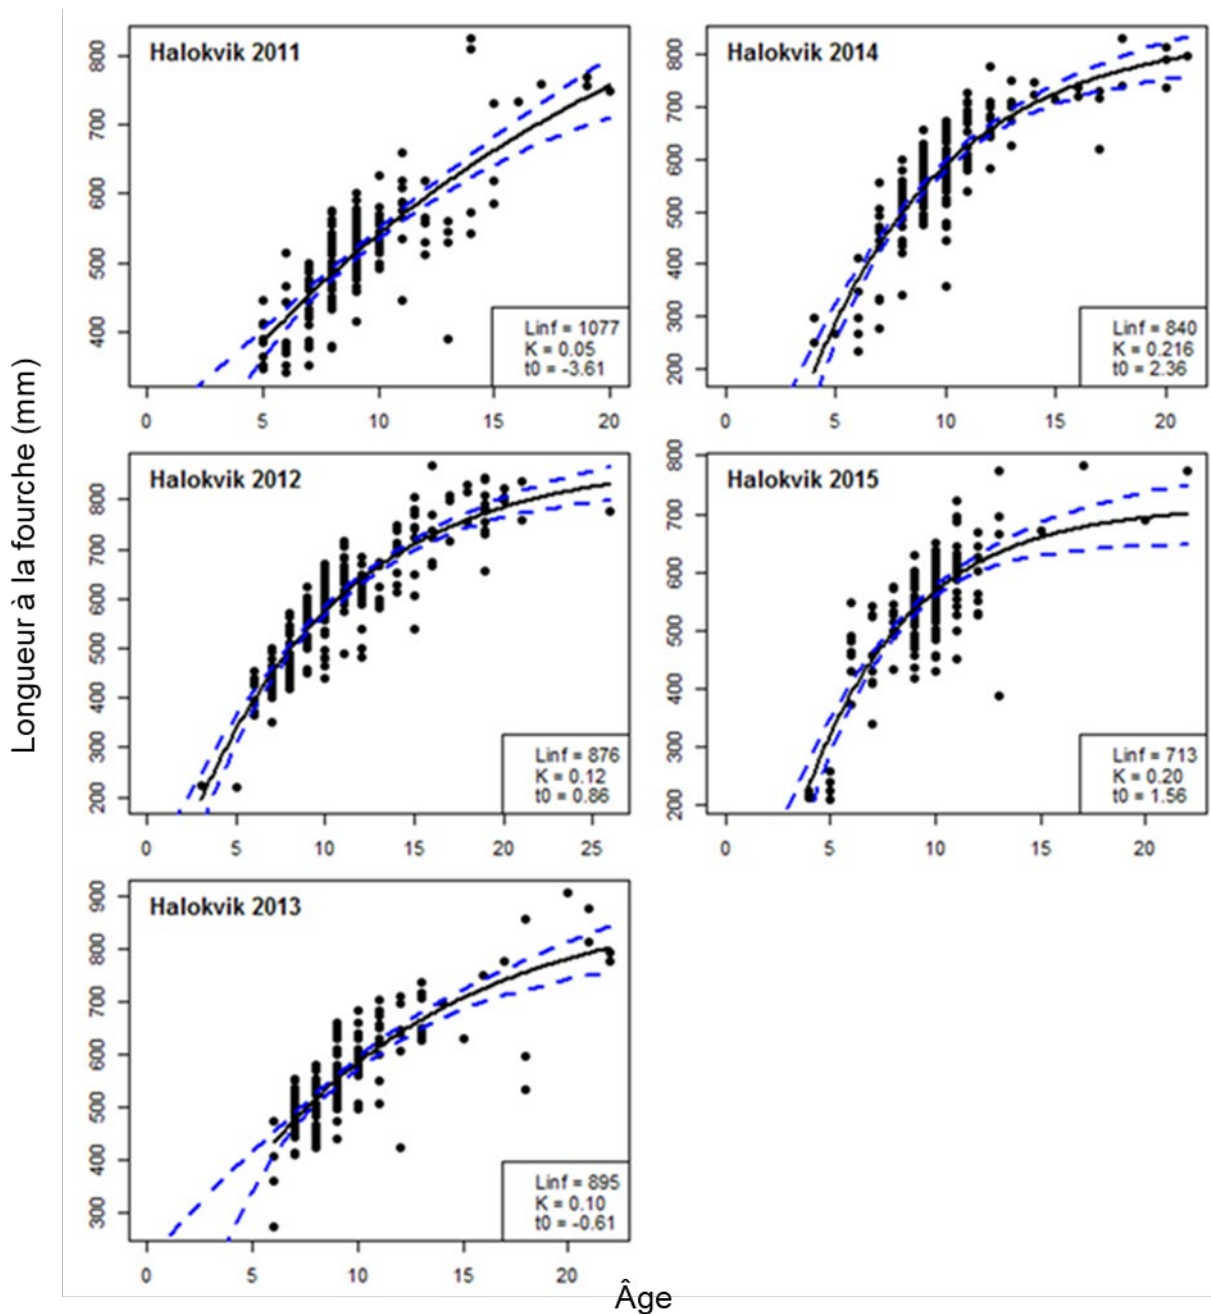 Longueur à la fourche (mm)
Halokvik 2011
800
700
600
500
400
Linf = 1077
K = 0.05
t0 = -3.61
0 5 10 15 20
Halokvik 2014
800
700
600
500
400
300
200
Linf = 840
K = 0.216
t0 = 2.36
0 5 10 15 20
Halokvik 2012
800
700
600
500
400
300
200
Linf = 876
K = 0.12
t0 = 0.86
0 5 10 15 20 25
Halokvik 2015
800
700
600
500
400
300
200
Linf = 713
K = 0.20
t0 = 1.56
0 5 10 15 20
Halokvik 2013
900
800
700
600
500
400
300
Linf = 895
K = 0.10
t0 = -0.61
0 5 10 15 20
Âge